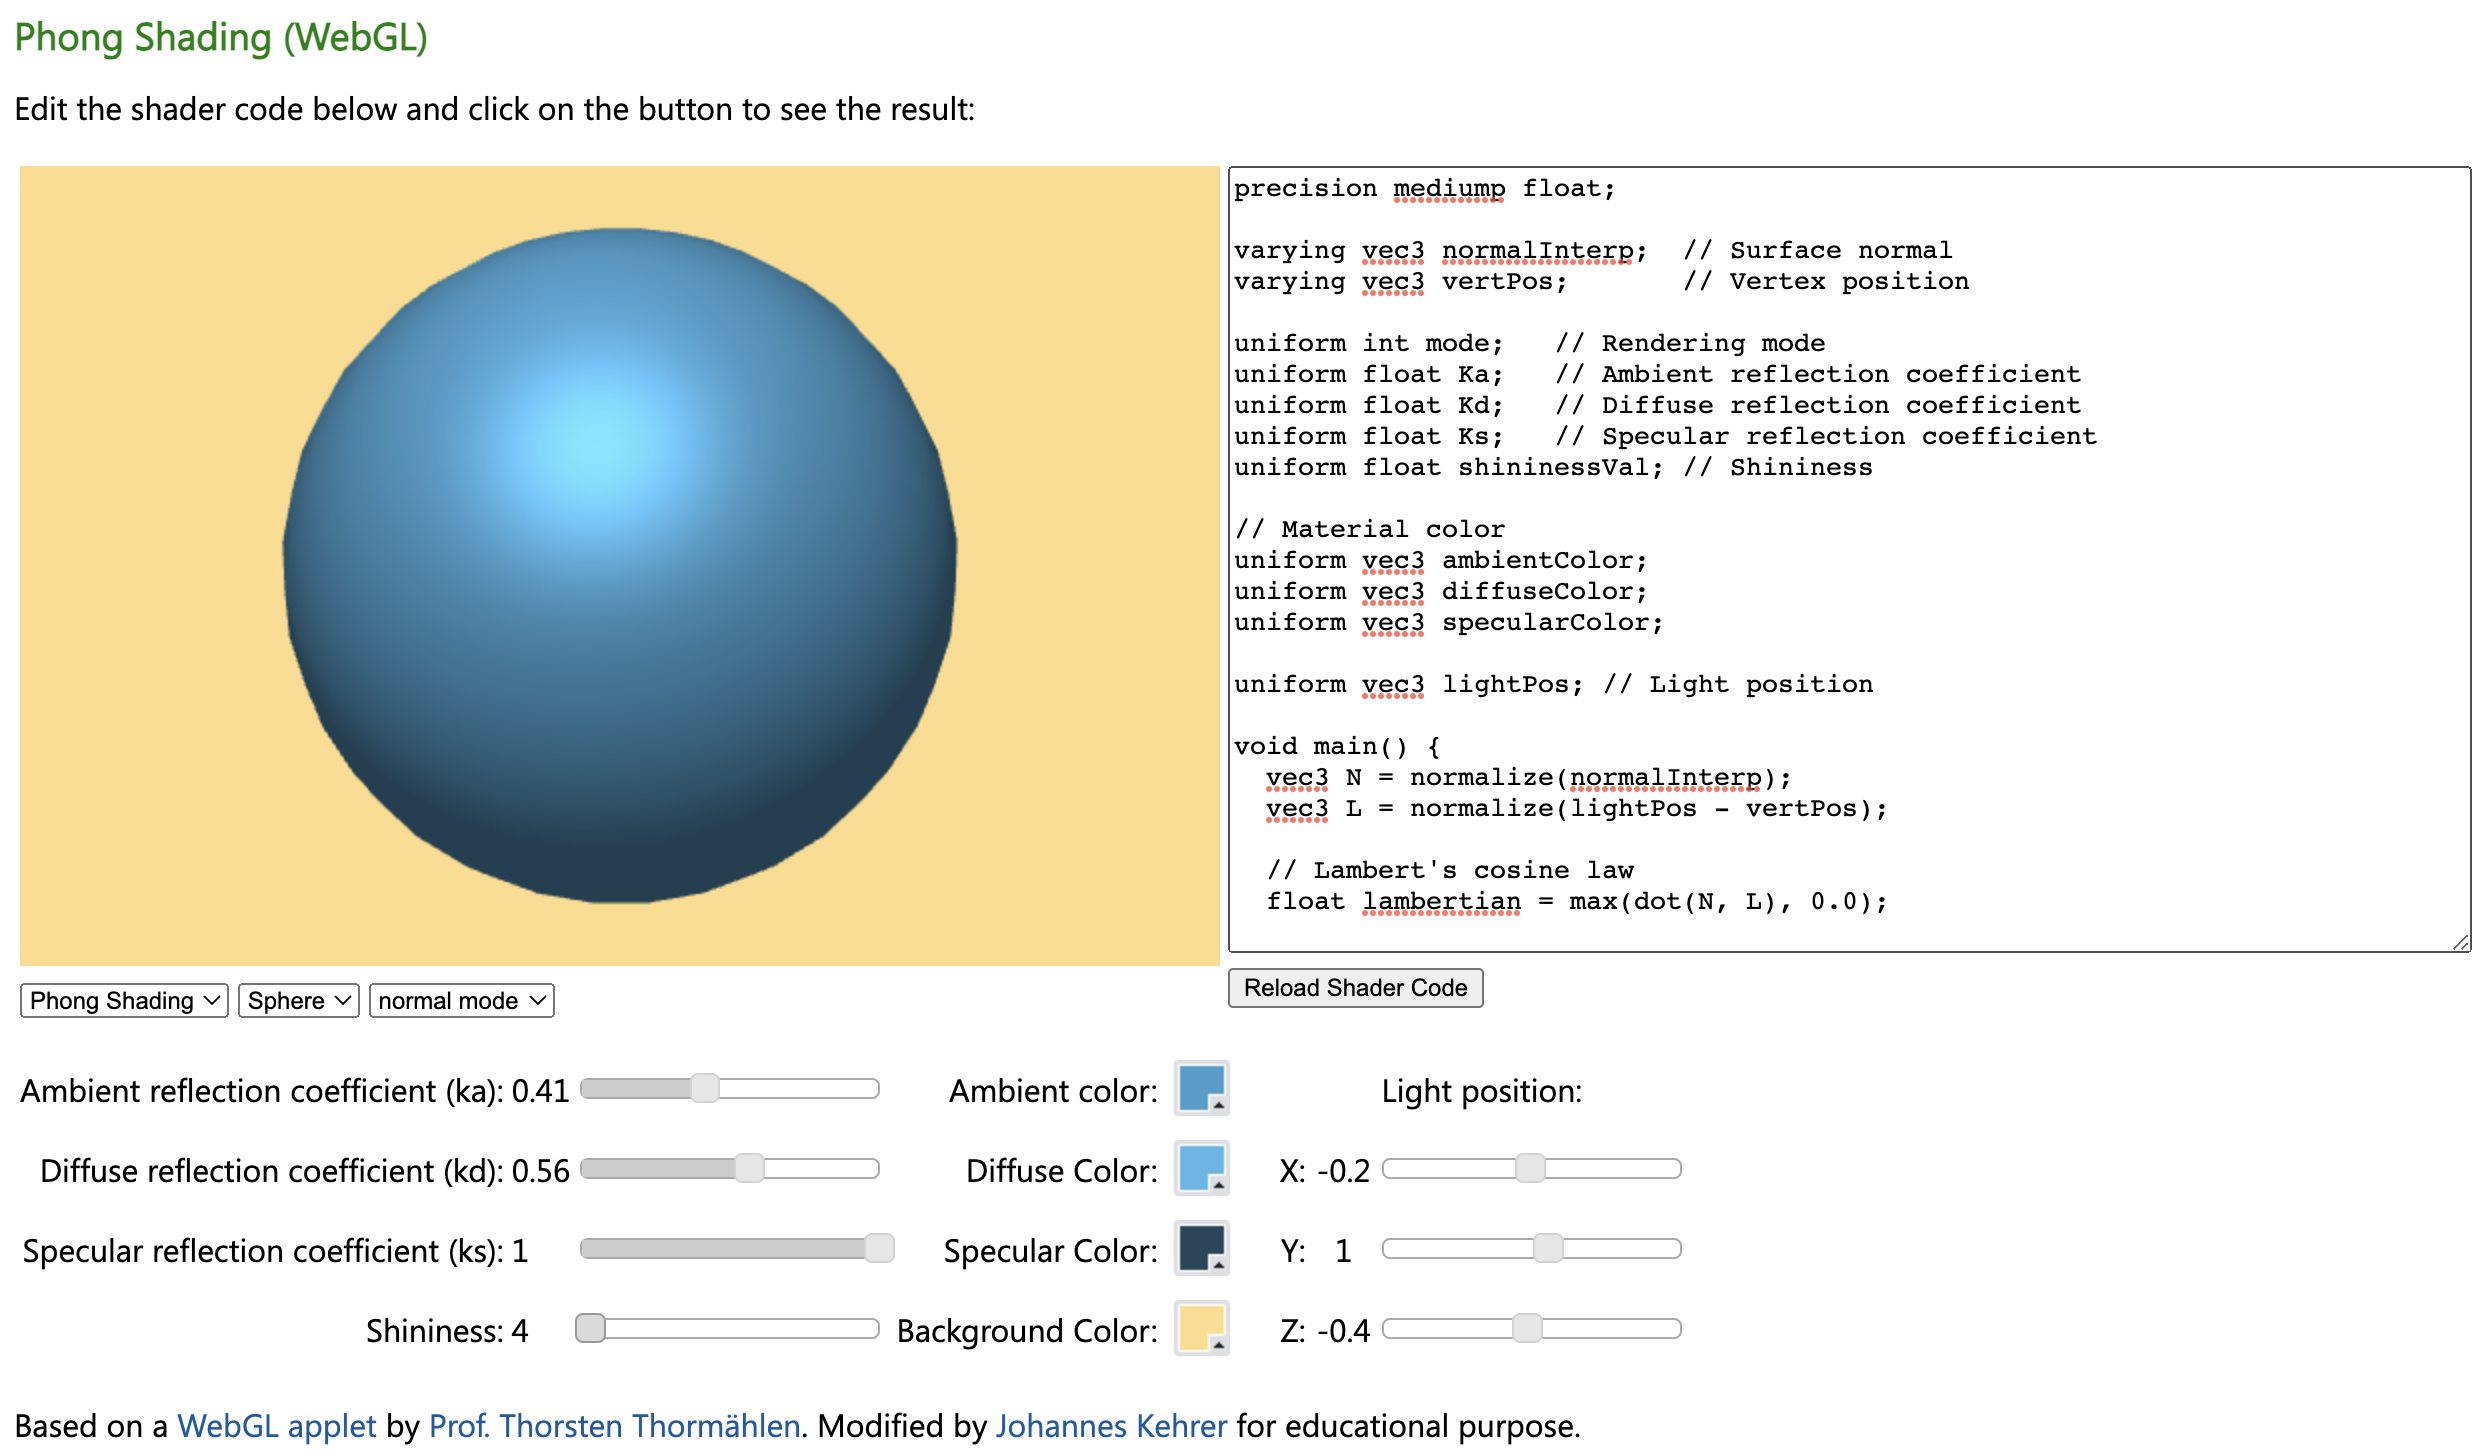 Phong Shading (WebGL)
Edit the shader code below and click on the button to see the result:
precision mediump float;
varying vec3 normalInterp;  // Surface normal
varying vec3 vertPos;       // Vertex position
uniform int mode;   // Rendering mode
uniform float Ka;   // Ambient reflection coefficient
uniform float Kd;   // Diffuse reflection coefficient
uniform float Ks;   // Specular reflection coefficient
uniform float shininessVal; // Shininess
// Material color
uniform vec3 ambientColor;
uniform vec3 diffuseColor;
uniform vec3 specularColor;
uniform vec3 lightPos; // Light position
void main() {
  vec3 N = normalize(normalInterp);
  vec3 L = normalize(lightPos - vertPos);
  // Lambert's cosine law
  float lambertian = max(dot(N, L), 0.0);
Phong Shading Sphere normal mode
Reload Shader Code
Ambient reflection coefficient (ka): 0.41 Ambient color: Light position:
Diffuse reflection coefficient (kd): 0.56 Diffuse Color: X: -0.2
Specular reflection coefficient (ks): 1 Specular Color: Y: 1
Shininess: 4 Background Color: Z: -0.4
Based on a WebGL applet by Prof. Thorsten Thormählen. Modified by Johannes Kehrer for educational purpose.